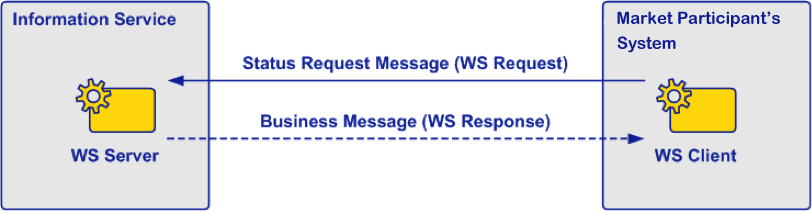 Information Service
Market Participant's
System
Status Request Message (WS Request)
Business Message (WS Response)
WS Server
WS Client